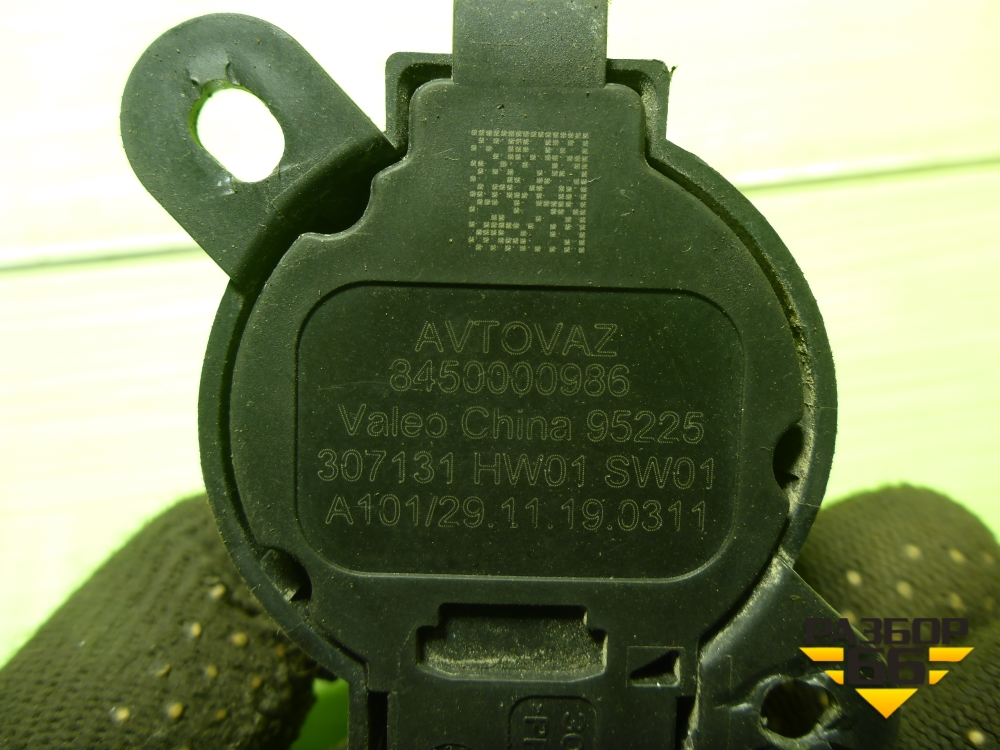 AVTOVAZ
8450000986
Valeo China 95225
307131 HW01 SW01
A101/29.11.19.0311
РАЗБОР
66